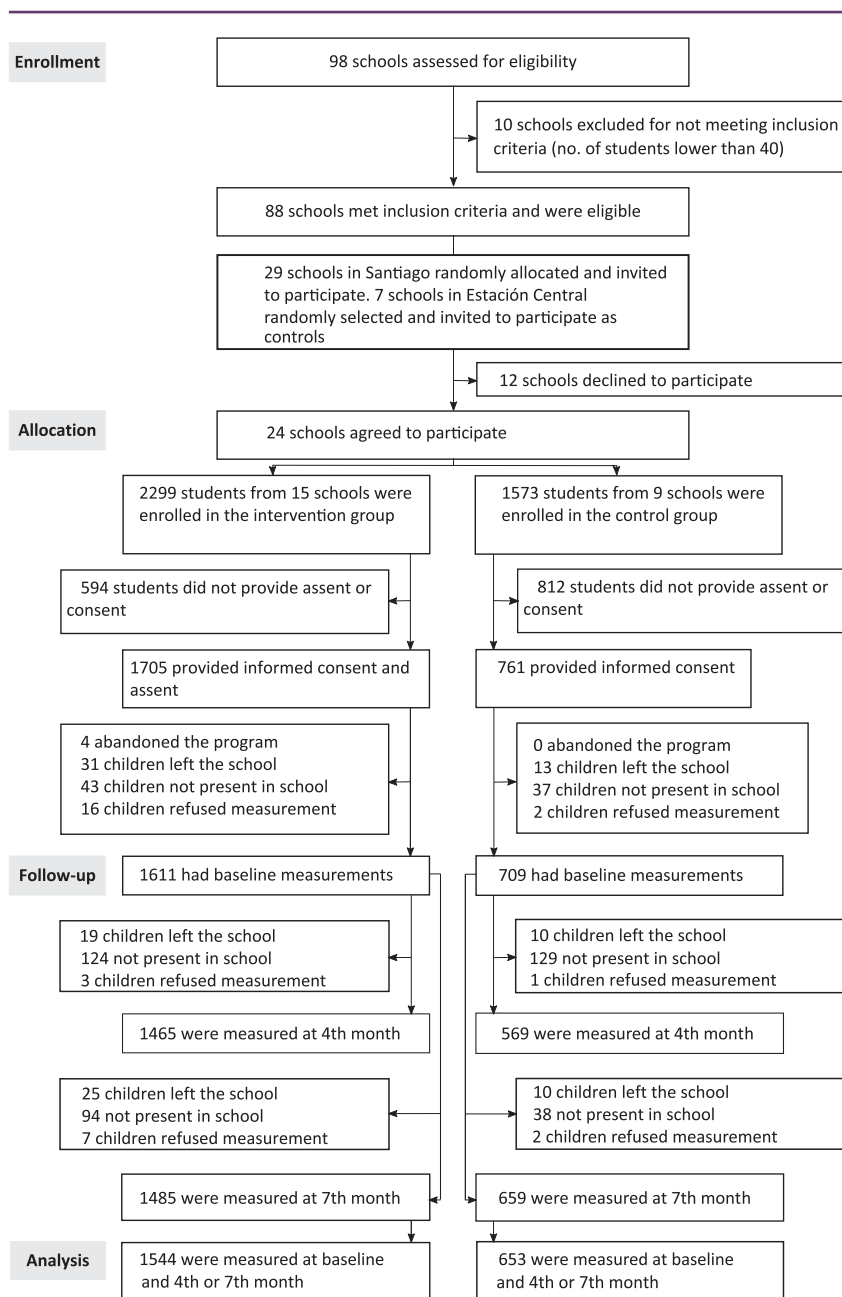 Enrollment
98 schools assessed for eligibility
10 schools excluded for not meeting inclusion
criteria (no. of students lower than 40)
88 schools met inclusion criteria and were eligible
29 schools in Santiago randomly allocated and invited
to participate. 7 schools in Estación Central
randomly selected and invited to participate as
controls
12 schools declined to participate
Allocation
24 schools agreed to participate
2299 students from 15 schools were
enrolled in the intervention group
1573 students from 9 schools were
enrolled in the control group
594 students did not provide assent or
consent
812 students did not provide assent or
consent
1705 provided informed consent and
assent
761 provided informed consent
4 abandoned the program
31 children left the school
43 children not present in school
16 children refused measurement
0 abandoned the program
13 children left the school
37 children not present in school
2 children refused measurement
Follow-up
1611 had baseline measurements
709 had baseline measurements
19 children left the school
124 not present in school
3 children refused measurement
10 children left the school
129 not present in school
1 children refused measurement
1465 were measured at 4th month
569 were measured at 4th month
25 children left the school
94 not present in school
7 children refused measurement
10 children left the school
38 not present in school
2 children refused measurement
1485 were measured at 7th month
659 were measured at 7th month
Analysis
1544 were measured at baseline
and 4th or 7th month
653 were measured at baseline
and 4th or 7th month